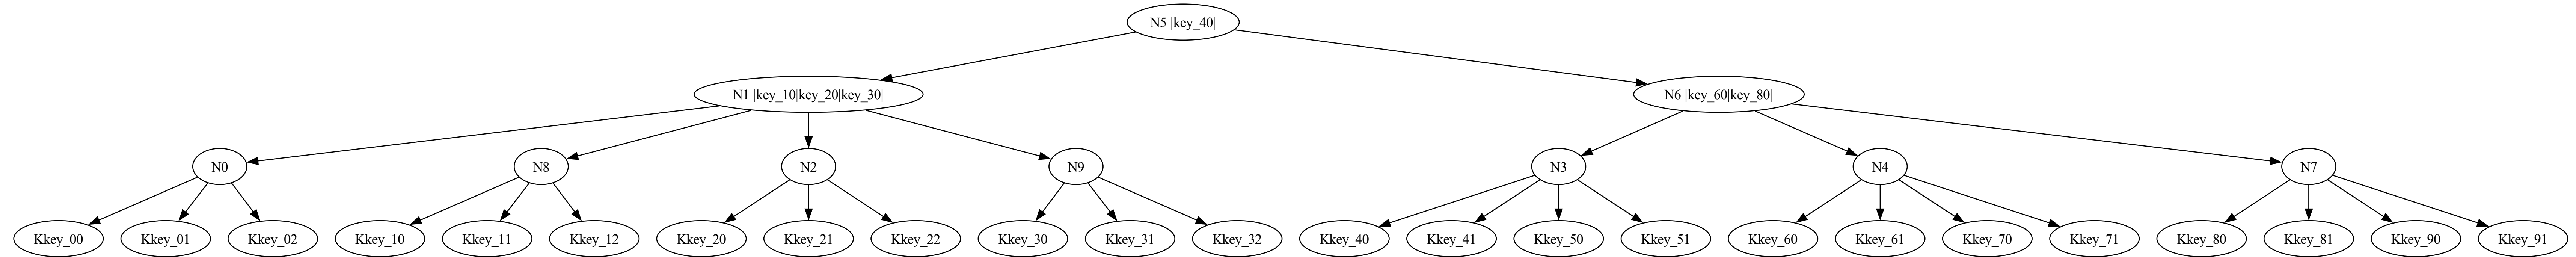 N5 |key_40|
N1 |key_10|key_20|key_30|
N6 |key_60|key_80|
N0
N8
N2
N9
N3
N4
N7
Kkey_00
Kkey_01
Kkey_02
Kkey_10
Kkey_11
Kkey_12
Kkey_20
Kkey_21
Kkey_22
Kkey_30
Kkey_31
Kkey_32
Kkey_40
Kkey_41
Kkey_50
Kkey_51
Kkey_60
Kkey_61
Kkey_70
Kkey_71
Kkey_80
Kkey_81
Kkey_90
Kkey_91